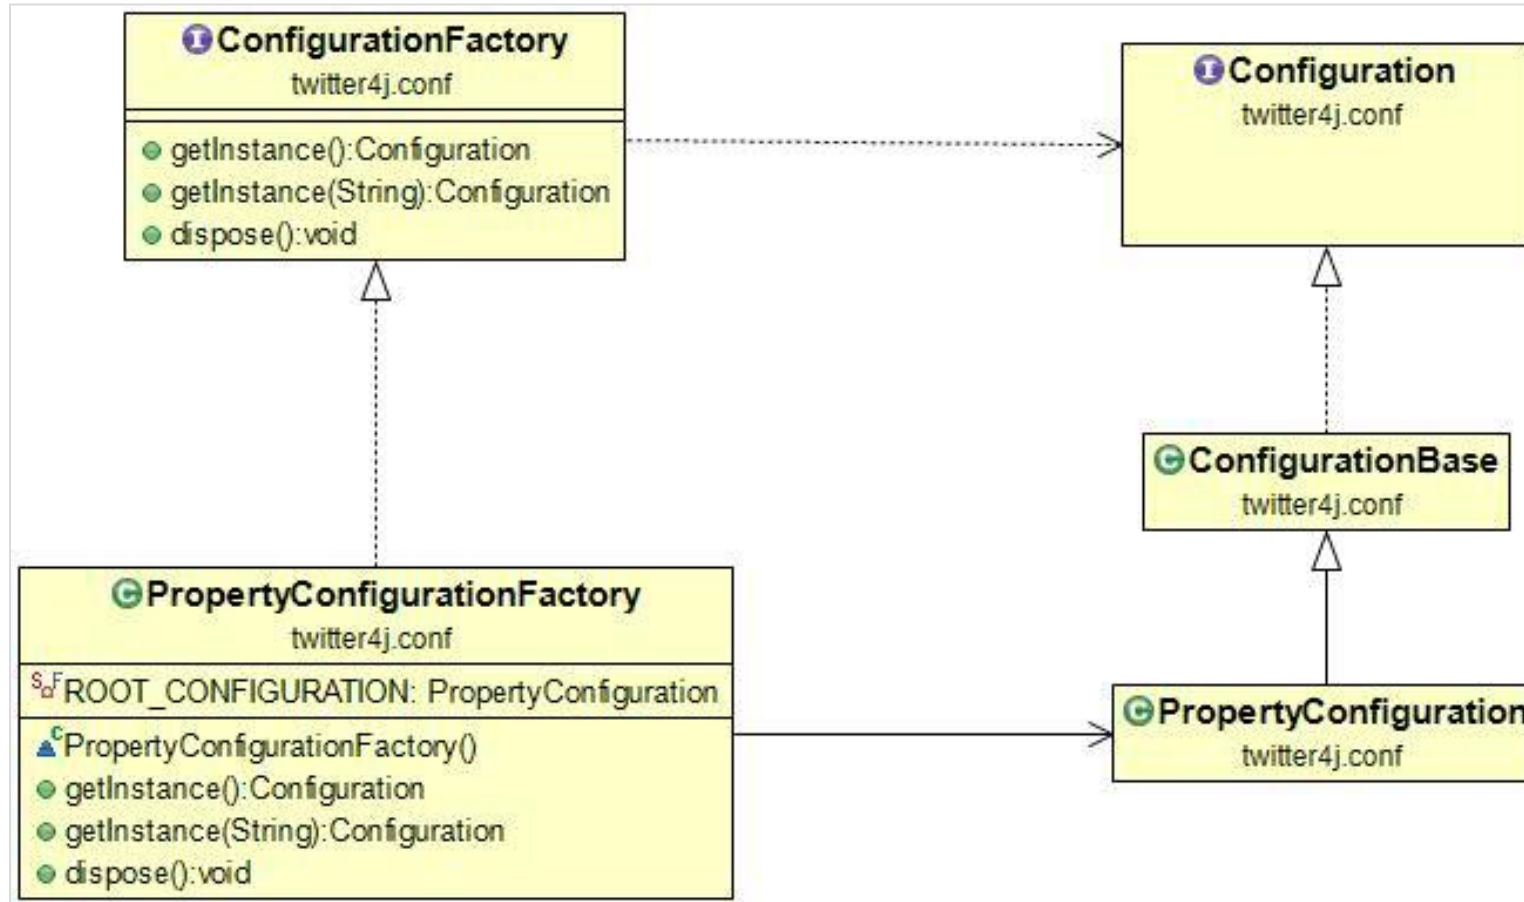 ConfigurationFactory
twitter4j.conf
getInstance():Configuration
getInstance(String):Configuration
dispose():void
Configuration
twitter4j.conf
ConfigurationBase
twitter4j.conf
PropertyConfigurationFactory
twitter4j.conf
ROOT_CONFIGURATION: PropertyConfiguration
PropertyConfigurationFactory()
getInstance():Configuration
getInstance(String):Configuration
dispose():void
PropertyConfiguration
twitter4j.conf